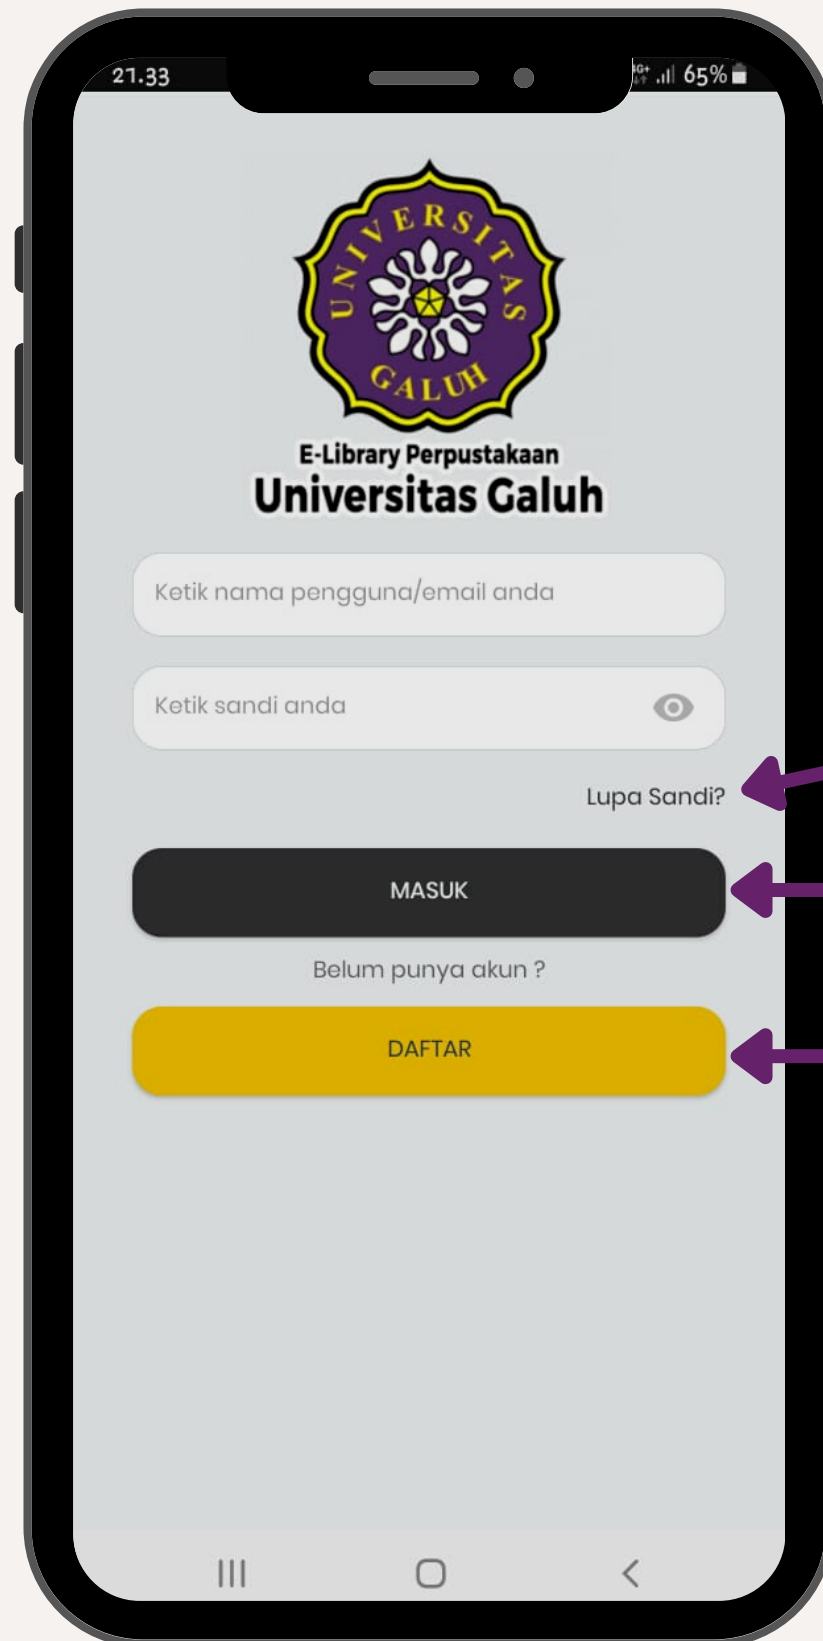 21.33
4G+ 65%
UNIVERSITAS
GALUH
E-Library Perpustakaan
Universitas Galuh
Ketik nama pengguna/email anda
Ketik sandi anda
Lupa Sandi?
MASUK
Belum punya akun ?
DAFTAR